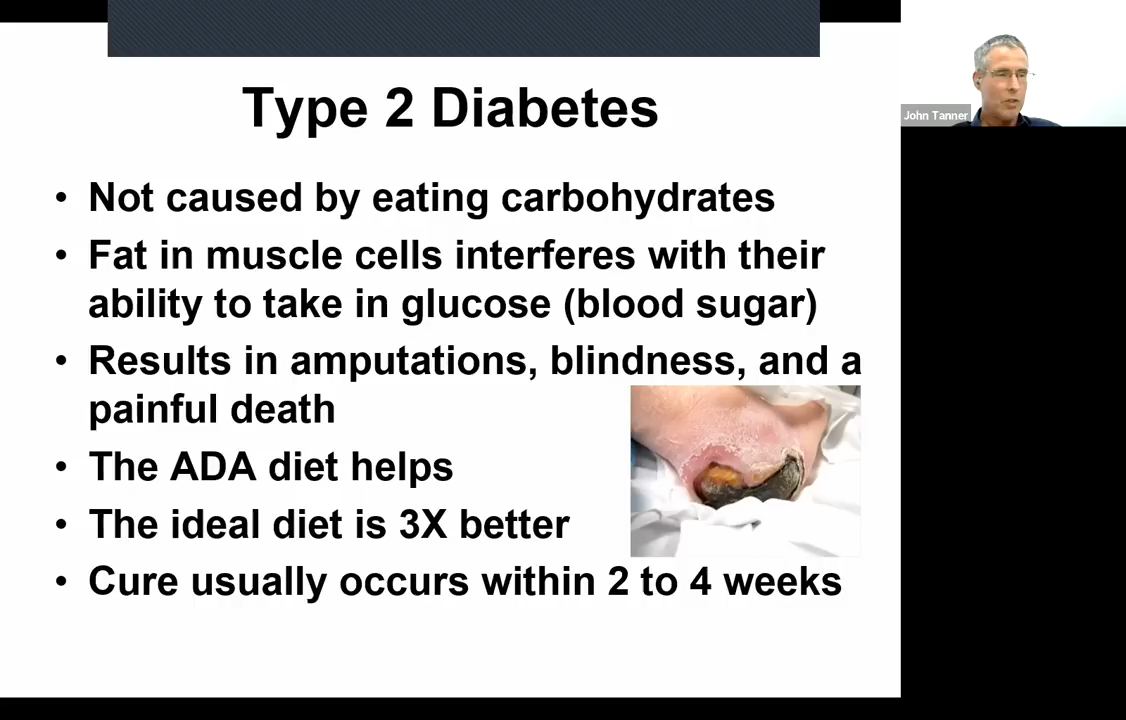 Type 2 Diabetes
• Not caused by eating carbohydrates
• Fat in muscle cells interferes with their
ability to take in glucose (blood sugar)
• Results in amputations, blindness, and a
painful death
• The ADA diet helps
• The ideal diet is 3X better
• Cure usually occurs within 2 to 4 weeks
John Tanner